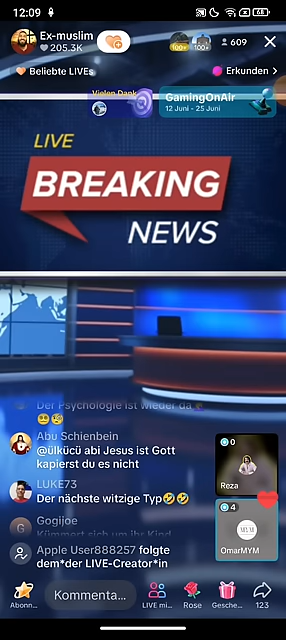 12:09
68
Ex-muslim
205.3K
100+
100+
609
Beliebte LIVEs
Erkunden >
Vielen Dank
GamingOnAir
12 Juni - 25 Juni
LIVE
BREAKING
NEWS
Der Psychologie ist wieder da
Abu Schienbein
@ülkücü abi Jesus ist Gott
kapierst du es nicht
LUKE73
Der nächste witzige Typ🤣🤣
G
Gogijoe
Kümmert sich um ihr Kind
Apple User888257 folgte
dem*der LIVE-Creator*in
0
Reza
4
OmarMYM
Abonn...
Kommenta...
LIVE mi...
Rose
Gesche...
123